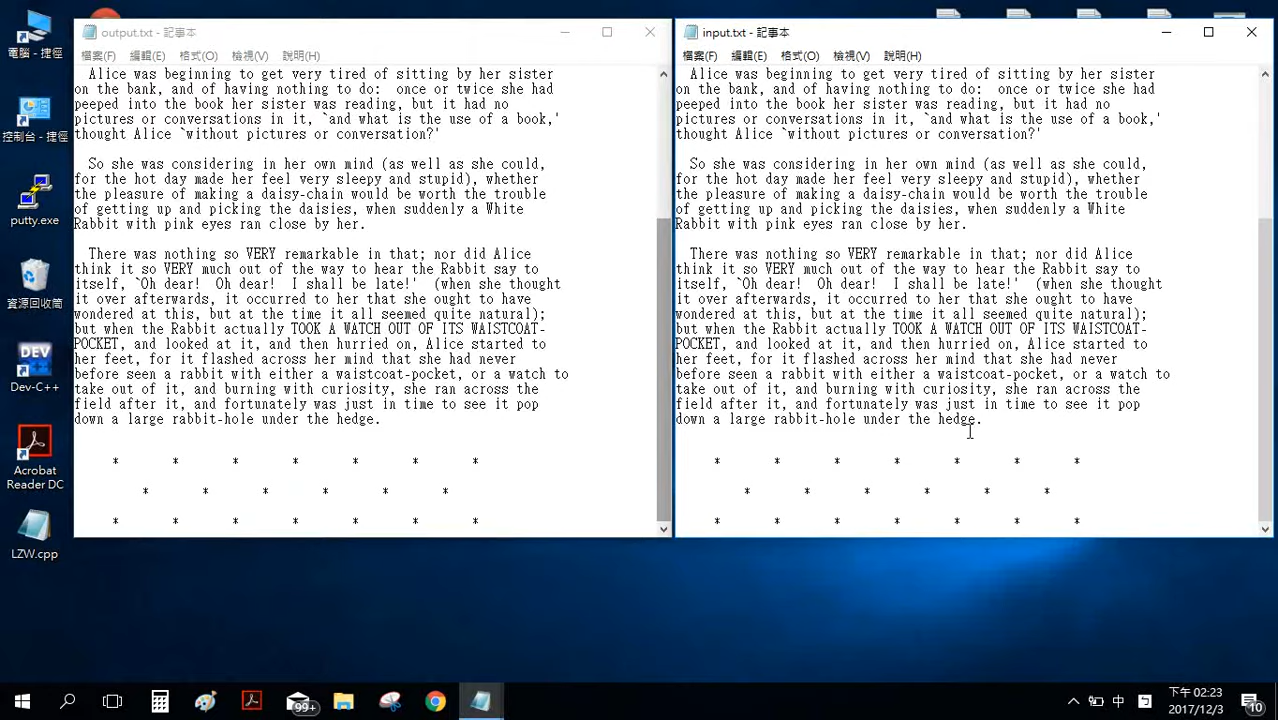 電腦 - 捷徑
控制台 - 捷徑
putty.exe
資源回收筒
Dev-C++
Acrobat
Reader DC
LZW.cpp
output.txt - 記事本
檔案(F) 編輯(E) 格式(O) 檢視(V) 說明(H)
Alice was beginning to get very tired of sitting by her sister
on the bank, and of having nothing to do:  once or twice she had
peeped into the book her sister was reading, but it had no
pictures or conversations in it, `and what is the use of a book,'
thought Alice `without pictures or conversation?'
So she was considering in her own mind (as well as she could,
for the hot day made her feel very sleepy and stupid), whether
the pleasure of making a daisy-chain would be worth the trouble
of getting up and picking the daisies, when suddenly a White
Rabbit with pink eyes ran close by her.
There was nothing so VERY remarkable in that; nor did Alice
think it so VERY much out of the way to hear the Rabbit say to
itself, `Oh dear!  Oh dear!  I shall be late!'  (when she thought
it over afterwards, it occurred to her that she ought to have
wondered at this, but at the time it all seemed quite natural);
but when the Rabbit actually TOOK A WATCH OUT OF ITS WAISTCOAT-
POCKET, and looked at it, and then hurried on, Alice started to
her feet, for it flashed across her mind that she had never
before seen a rabbit with either a waistcoat-pocket, or a watch to
take out of it, and burning with curiosity, she ran across the
field after it, and fortunately was just in time to see it pop
down a large rabbit-hole under the hedge.
* * * * * * *
* * * * * *
* * * * * * *
input.txt - 記事本
檔案(F) 編輯(E) 格式(O) 檢視(V) 說明(H)
Alice was beginning to get very tired of sitting by her sister
on the bank, and of having nothing to do:  once or twice she had
peeped into the book her sister was reading, but it had no
pictures or conversations in it, `and what is the use of a book,'
thought Alice `without pictures or conversation?'
So she was considering in her own mind (as well as she could,
for the hot day made her feel very sleepy and stupid), whether
the pleasure of making a daisy-chain would be worth the trouble
of getting up and picking the daisies, when suddenly a White
Rabbit with pink eyes ran close by her.
There was nothing so VERY remarkable in that; nor did Alice
think it so VERY much out of the way to hear the Rabbit say to
itself, `Oh dear!  Oh dear!  I shall be late!'  (when she thought
it over afterwards, it occurred to her that she ought to have
wondered at this, but at the time it all seemed quite natural);
but when the Rabbit actually TOOK A WATCH OUT OF ITS WAISTCOAT-
POCKET, and looked at it, and then hurried on, Alice started to
her feet, for it flashed across her mind that she had never
before seen a rabbit with either a waistcoat-pocket, or a watch to
take out of it, and burning with curiosity, she ran across the
field after it, and fortunately was just in time to see it pop
down a large rabbit-hole under the hedge.
* * * * * * *
* * * * * *
* * * * * * *
99+
中
下午 02:23
2017/12/3
10